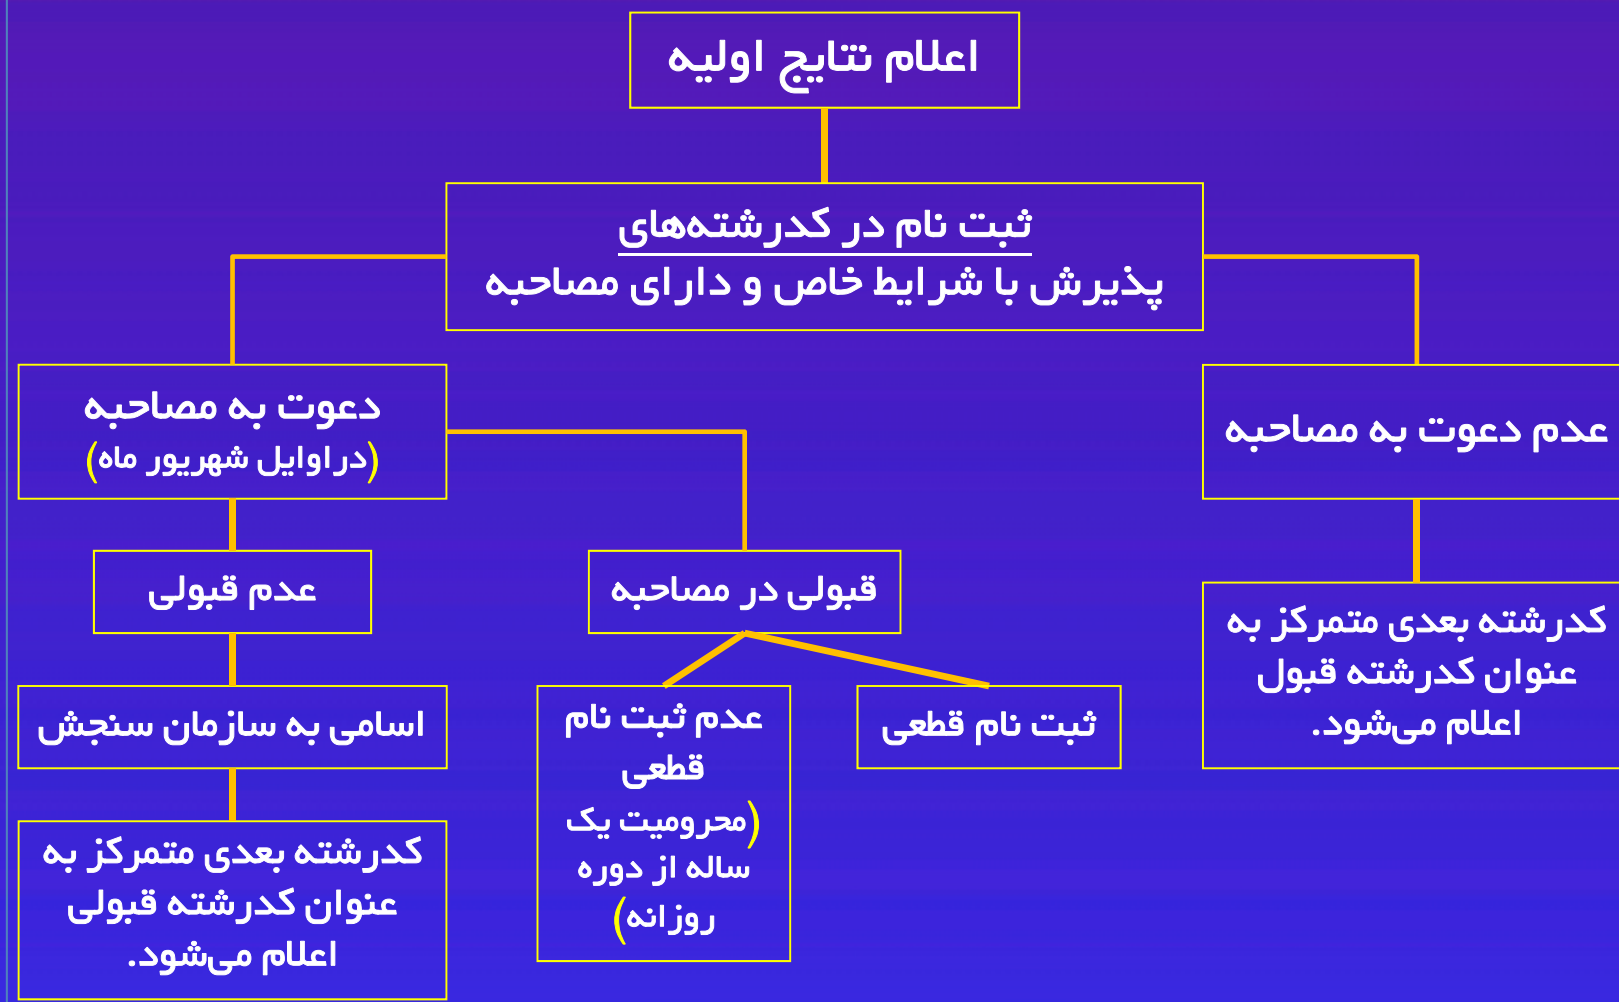 اعلام نتایج اولیه
ثبت نام در کدرشته‌های
پذیرش با شرایط خاص و دارای مصاحبه
عدم دعوت به مصاحبه
دعوت به مصاحبه
(دراوایل شهریور ماه)
قبولی در مصاحبه
عدم قبولی
کدرشته بعدی متمرکز به
عنوان کدرشته قبول
اعلام می‌شود.
ثبت نام قطعی
عدم ثبت نام
قطعی
(محرومیت یک
ساله از دوره
روزانه)
اسامی به سازمان سنجش
کدرشته بعدی متمرکز به
عنوان کدرشته قبولی
اعلام می‌شود.